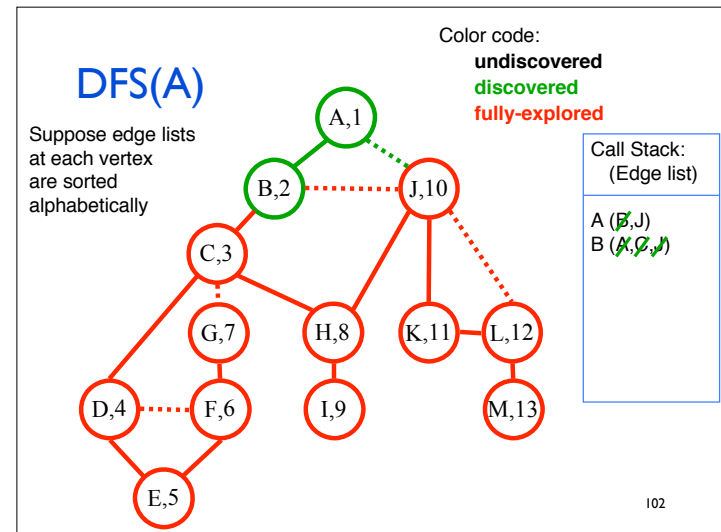 Color code:
undiscovered
discovered
fully-explored
DFS(A)
Suppose edge lists
at each vertex
are sorted
alphabetically
A,1
B,2
J,10
C,3
G,7
H,8
K,11
L,12
D,4
F,6
I,9
M,13
E,5
Call Stack:
(Edge list)
A (B,J)
B (A,C,J)
102